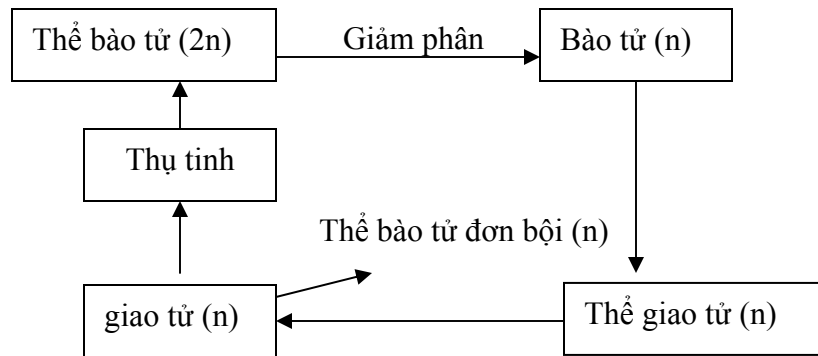 Thể bào tử (2n)
Giảm phân
Bào tử (n)
Thụ tinh
Thể bào tử đơn bội (n)
giao tử (n)
Thể giao tử (n)